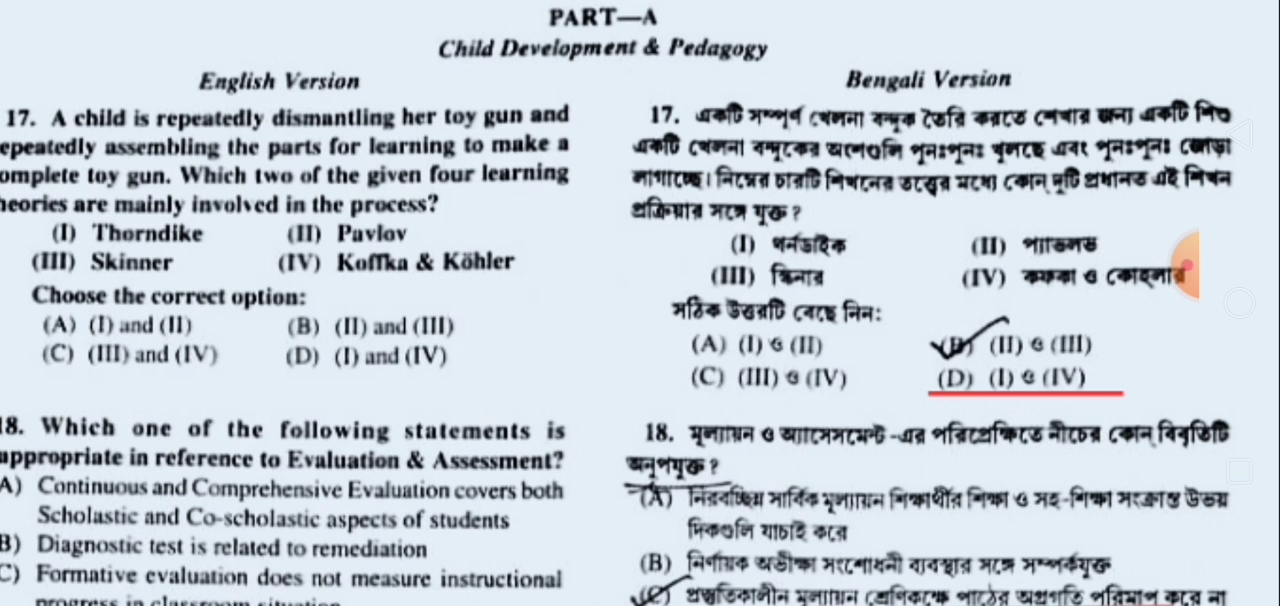 PART—A
Child Development & Pedagogy
English Version
17. A child is repeatedly dismantling her toy gun and
epeatedly assembling the parts for learning to make a
omplete toy gun. Which two of the given four learning
heories are mainly involved in the process?
(I) Thorndike (II) Pavlov
(III) Skinner (IV) Koffka & Köhler
Choose the correct option:
(A) (I) and (II) (B) (II) and (III)
(C) (III) and (IV) (D) (I) and (IV)
18. Which one of the following statements is
appropriate in reference to Evaluation & Assessment?
A) Continuous and Comprehensive Evaluation covers both
Scholastic and Co-scholastic aspects of students
B) Diagnostic test is related to remediation
C) Formative evaluation does not measure instructional
progress in classroom situation
Bengali Version
17. একটি সম্পূর্ণ খেলনা বন্দুক তৈরি করতে শেখার জন্য একটি শিশু
একটি খেলনা বন্দুকের অংশগুলি পুনঃপুনঃ খুলছে এবং পুনঃপুনঃ জোড়া
লাগাচ্ছে। নিম্নের চারটি শিখনের তত্ত্বের মধ্যে কোন্ দুটি প্রধানত এই শিখন
প্রক্রিয়ার সঙ্গে যুক্ত ?
(I) থর্নডাইক (II) প্যাভলভ
(III) স্কিনার (IV) কফকা ও কোহলার
সঠিক উত্তরটি বেছে নিন:
(A) (I) ও (II) (B) (II) ও (III)
(C) (III) ও (IV) (D) (I) ও (IV)
18. মূল্যায়ন ও অ্যাসেসমেন্ট -এর পরিপ্রেক্ষিতে নীচের কোন্ বিবৃতিটি
অনুপযুক্ত ?
(A) নিরবচ্ছিন্ন সার্বিক মূল্যায়ন শিক্ষার্থীর শিক্ষা ও সহ-শিক্ষা সংক্রান্ত উভয়
দিকগুলি যাচাই করে
(B) নির্ণায়ক অভীক্ষা সংশোধনী ব্যবস্থার সঙ্গে সম্পর্কযুক্ত
(C) প্রস্তুতিকালীন মূল্যায়ন শ্রেণিকক্ষে পাঠের অগ্রগতি পরিমাপ করে না